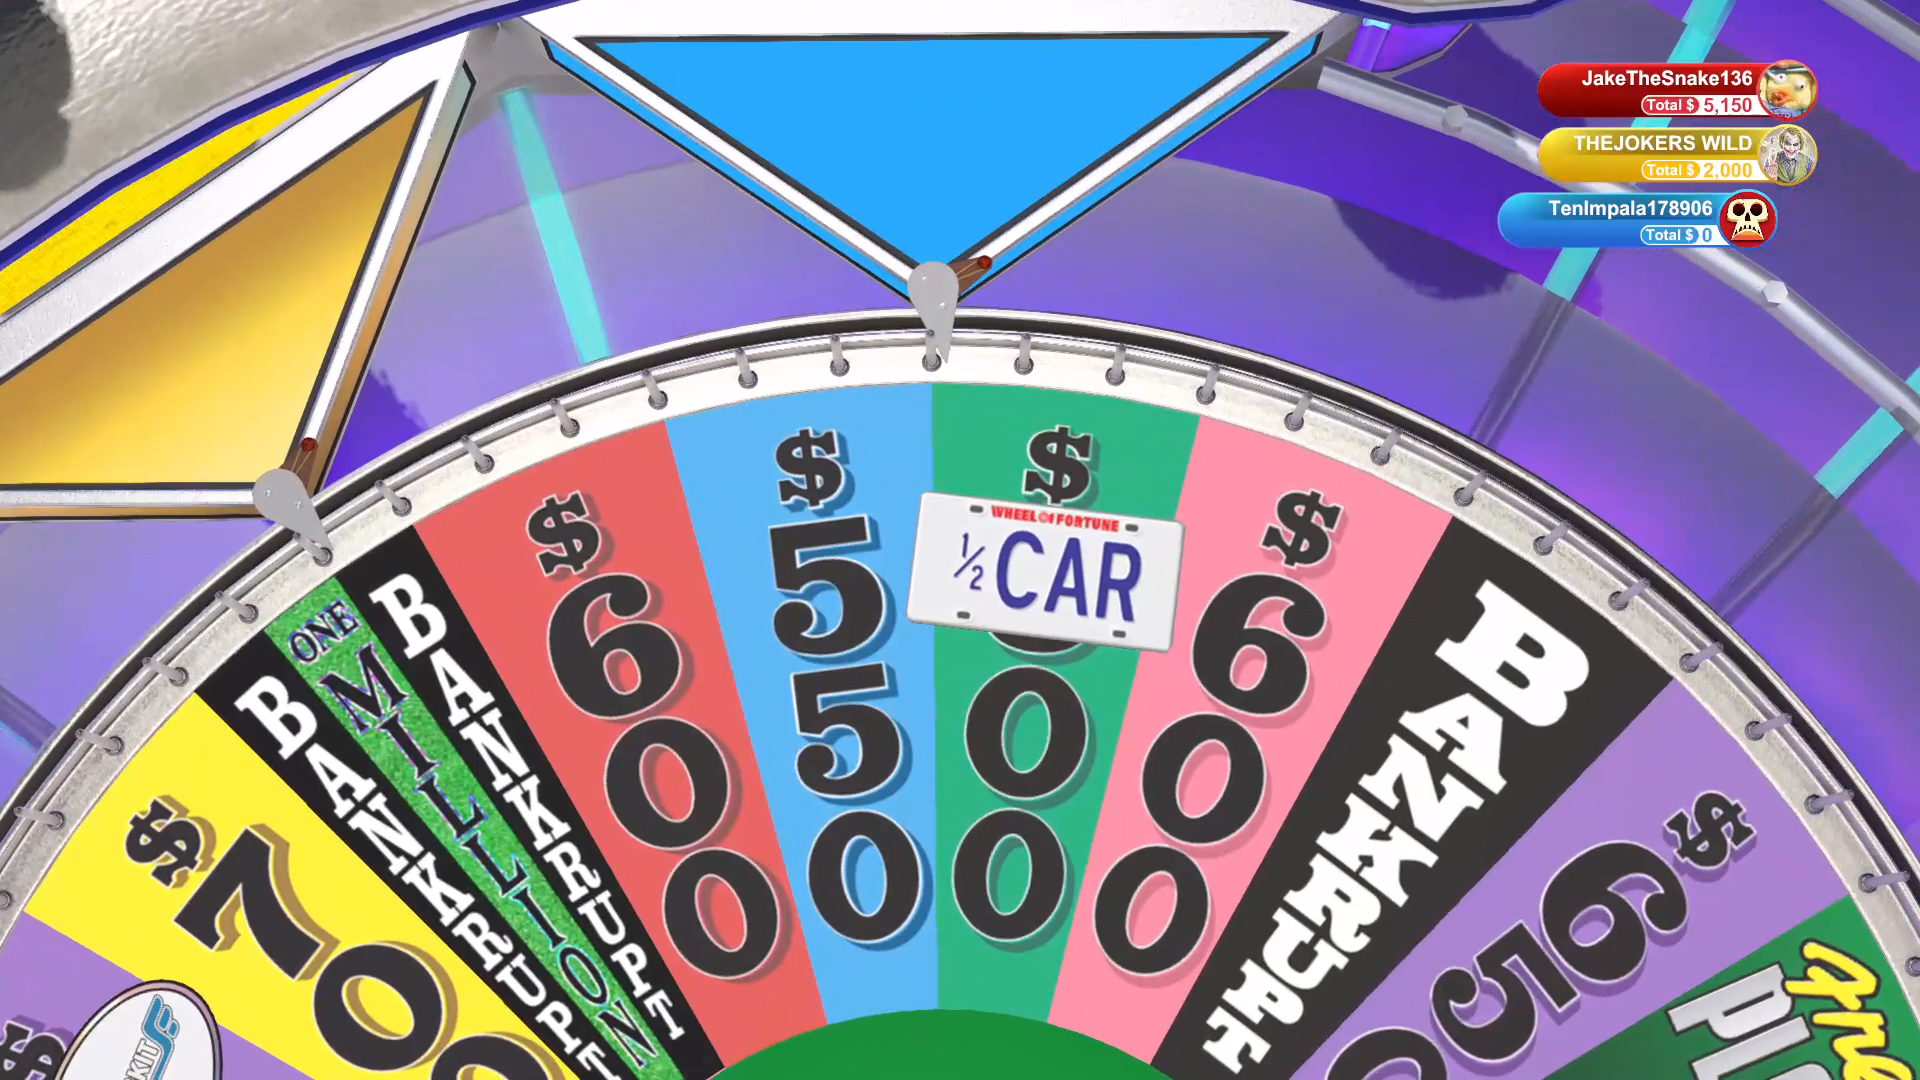 JakeTheSnake136
Total $ 5,150
THEJOKERS WILD
Total $ 2,000
TenImpala178906
Total $ 0
$
700
BANKRUPT
ONE MILLION
BANKRUPT
$
600
$
550
$
WHEEL OF FORTUNE
½ CAR
00
$
600
BANKRUPT
$
650
$